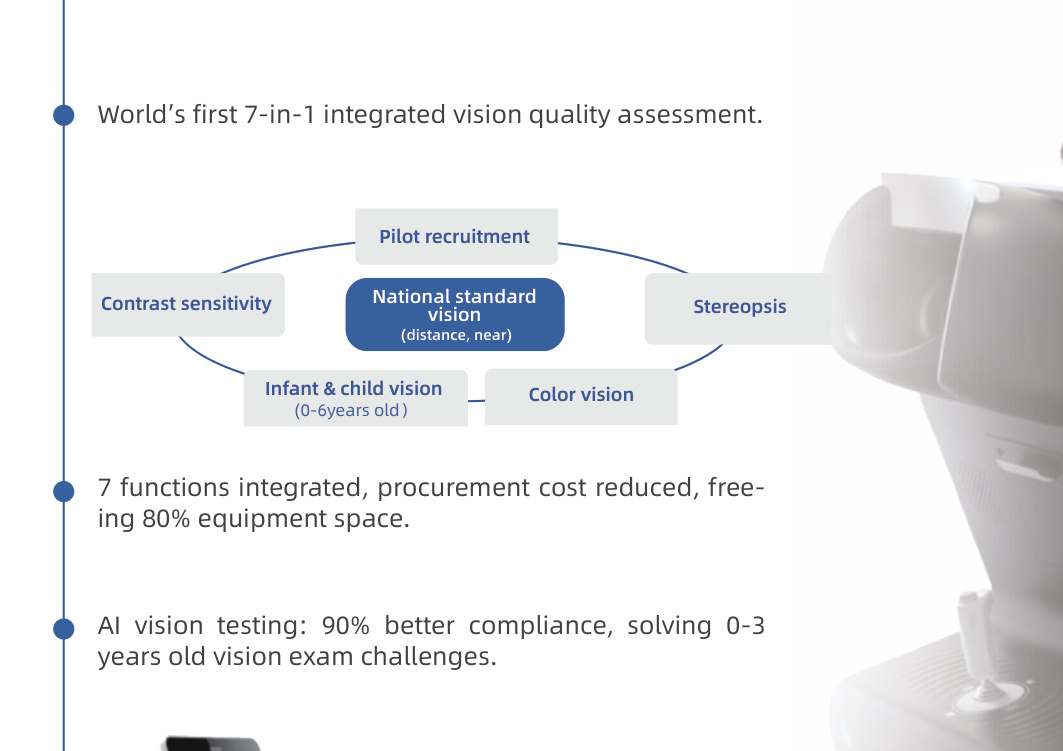 World’s first 7-in-1 integrated vision quality assessment.
Pilot recruitment
Contrast sensitivity
National standard
vision
(distance, near)
Stereopsis
Infant & child vision
(0-6years old)
Color vision
7 functions integrated, procurement cost reduced, free-
ing 80% equipment space.
AI vision testing: 90% better compliance, solving 0-3
years old vision exam challenges.